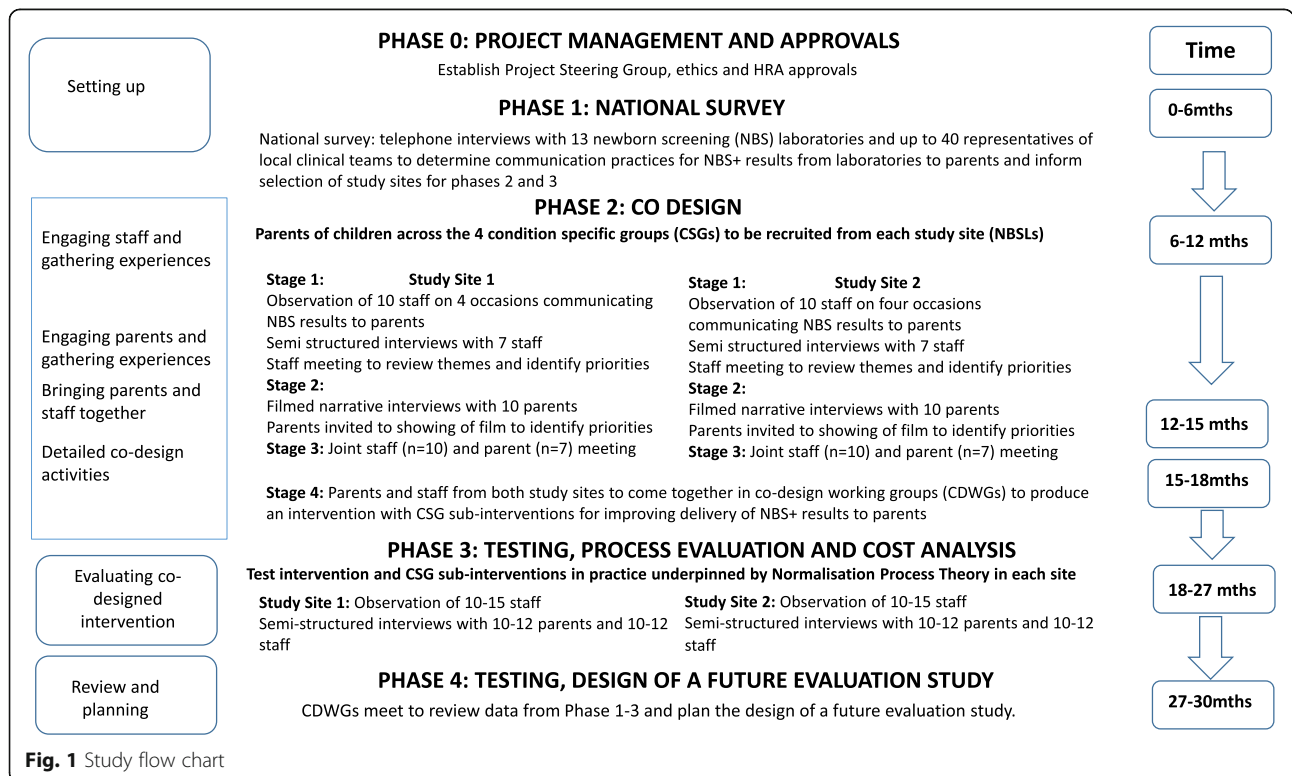 PHASE 0: PROJECT MANAGEMENT AND APPROVALS
Establish Project Steering Group, ethics and HRA approvals
Setting up
Time
0-6mths
PHASE 1: NATIONAL SURVEY
National survey: telephone interviews with 13 newborn screening (NBS) laboratories and up to 40 representatives of
local clinical teams to determine communication practices for NBS+ results from laboratories to parents and inform
selection of study sites for phases 2 and 3
PHASE 2: CO DESIGN
Parents of children across the 4 condition specific groups (CSGs) to be recruited from each study site (NBSLs)
6-12 mths
Engaging staff and
gathering experiences
Engaging parents and
gathering experiences
Bringing parents and
staff together
Detailed co-design
activities
Stage 1: Study Site 1
Observation of 10 staff on 4 occasions communicating
NBS results to parents
Semi structured interviews with 7 staff
Staff meeting to review themes and identify priorities
Stage 2:
Filmed narrative interviews with 10 parents
Parents invited to showing of film to identify priorities
Stage 3: Joint staff (n=10) and parent (n=7) meeting
Stage 1: Study Site 2
Observation of 10 staff on four occasions
communicating NBS results to parents
Semi structured interviews with 7 staff
Staff meeting to review themes and identify priorities
Stage 2:
Filmed narrative interviews with 10 parents
Parents invited to showing of film to identify priorities
Stage 3: Joint staff (n=10) and parent (n=7) meeting
12-15 mths
15-18mths
Stage 4: Parents and staff from both study sites to come together in co-design working groups (CDWGs) to produce
an intervention with CSG sub-interventions for improving delivery of NBS+ results to parents
PHASE 3: TESTING, PROCESS EVALUATION AND COST ANALYSIS
Test intervention and CSG sub-interventions in practice underpinned by Normalisation Process Theory in each site
Evaluating co-
designed
intervention
Study Site 1: Observation of 10-15 staff
Semi-structured interviews with 10-12 parents and 10-12
staff
Study Site 2: Observation of 10-15 staff
Semi-structured interviews with 10-12 parents and 10-12
staff
18-27 mths
PHASE 4: TESTING, DESIGN OF A FUTURE EVALUATION STUDY
CDWGs meet to review data from Phase 1-3 and plan the design of a future evaluation study.
Review and
planning
27-30mths
Fig. 1 Study flow chart